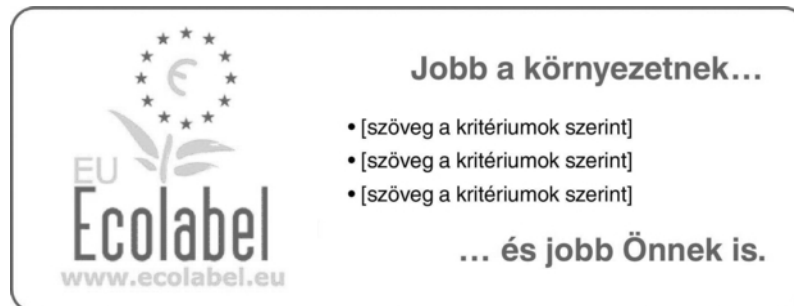 EU
Ecolabel
www.ecolabel.eu
Jobb a környezetnek…
• [szöveg a kritériumok szerint]
• [szöveg a kritériumok szerint]
• [szöveg a kritériumok szerint]
… és jobb Önnek is.